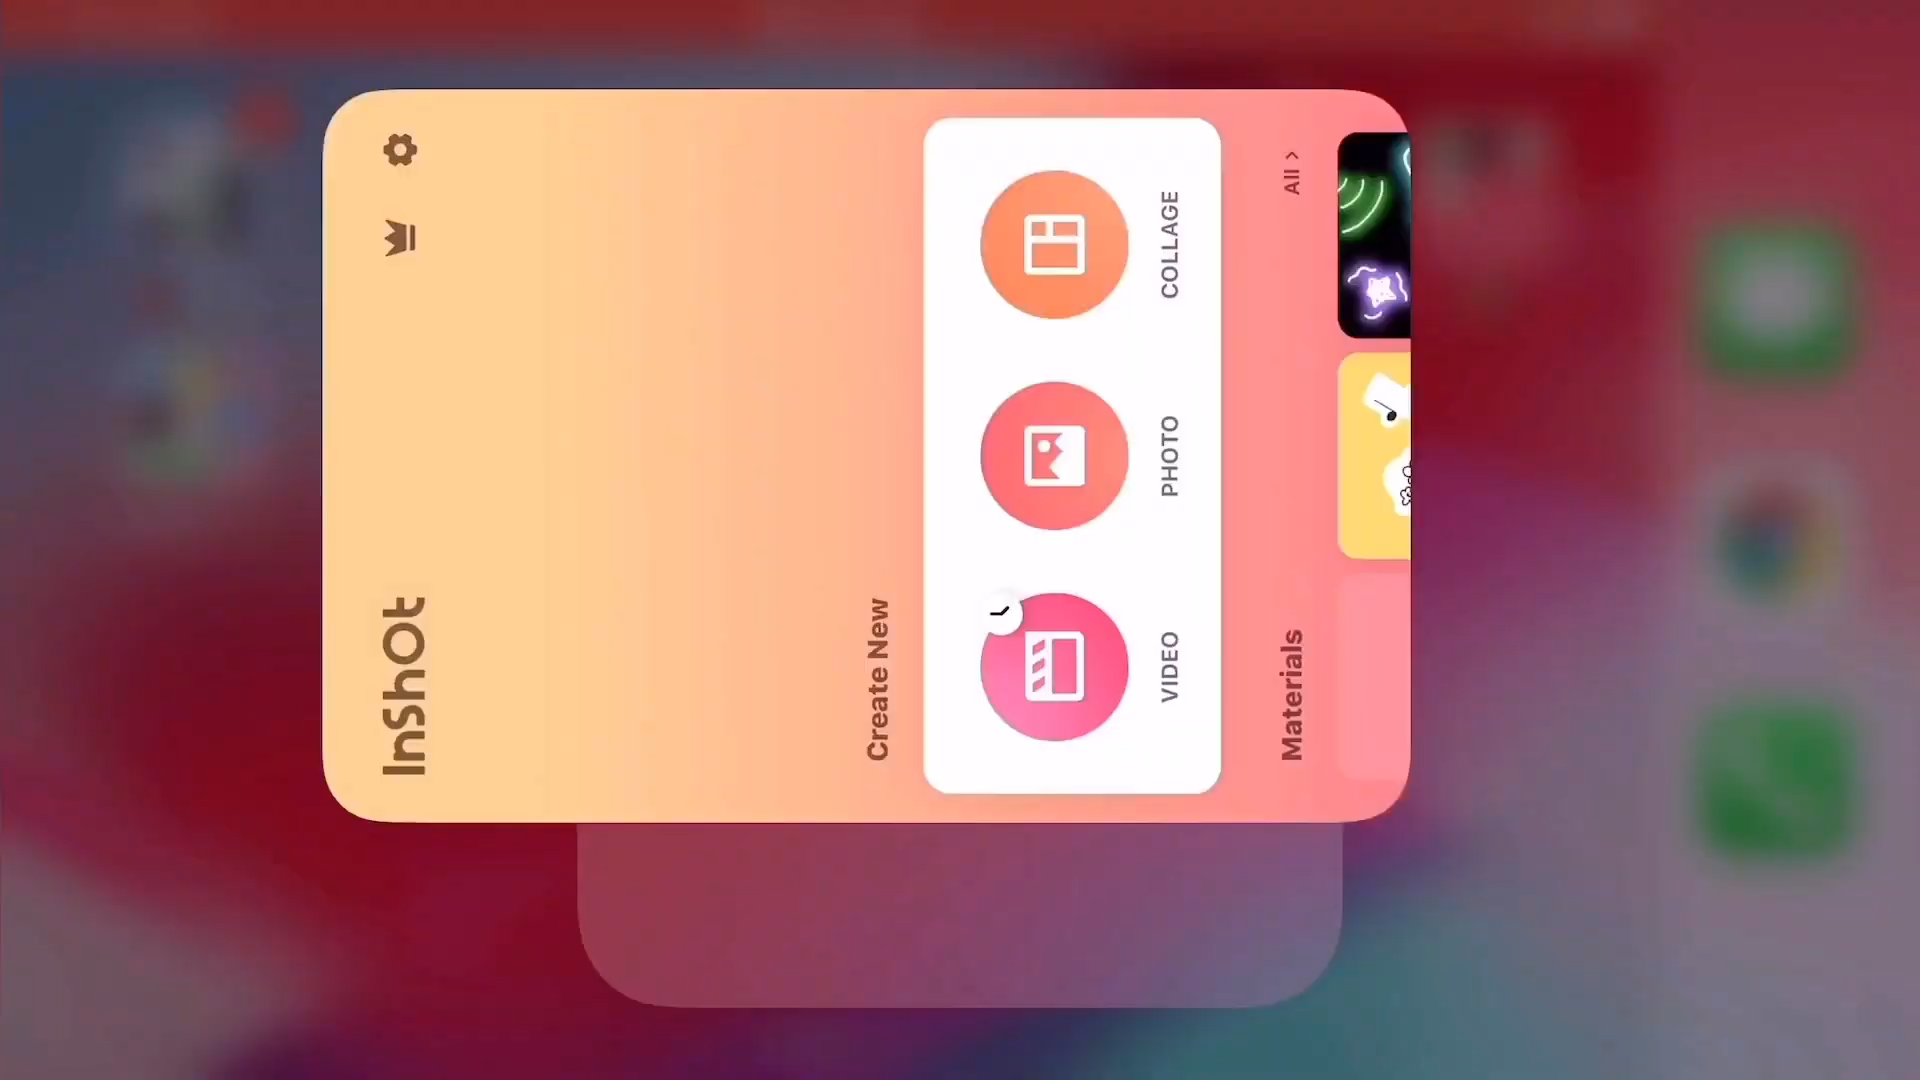 InShOt
Create New
VIDEO
PHOTO
COLLAGE
Materials
All >